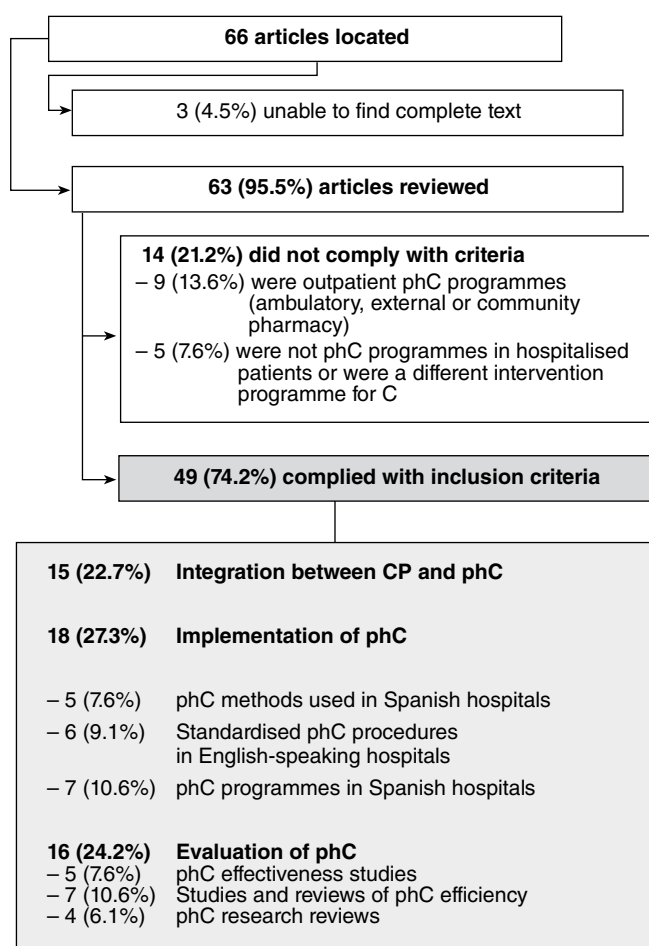 66 articles located
3 (4.5%) unable to find complete text
63 (95.5%) articles reviewed
14 (21.2%) did not comply with criteria
– 9 (13.6%) were outpatient phC programmes
(ambulatory, external or community
pharmacy)
– 5 (7.6%) were not phC programmes in hospitalised
patients or were a different intervention
programme for C
49 (74.2%) complied with inclusion criteria
15 (22.7%) Integration between CP and phC
18 (27.3%) Implementation of phC
– 5 (7.6%) phC methods used in Spanish hospitals
– 6 (9.1%) Standardised phC procedures
in English-speaking hospitals
– 7 (10.6%) phC programmes in Spanish hospitals
16 (24.2%) Evaluation of phC
– 5 (7.6%) phC effectiveness studies
– 7 (10.6%) Studies and reviews of phC efficiency
– 4 (6.1%) phC research reviews